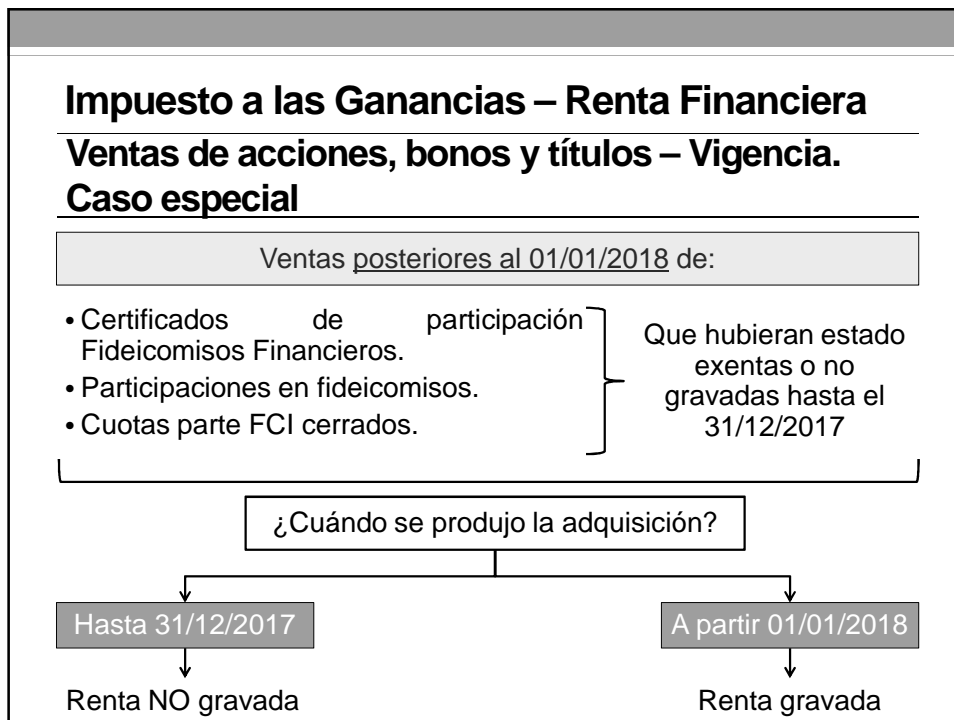 Impuesto a las Ganancias – Renta Financiera
Ventas de acciones, bonos y títulos – Vigencia.
Caso especial
Ventas posteriores al 01/01/2018 de:
• Certificados de participación
Fideicomisos Financieros.
• Participaciones en fideicomisos.
• Cuotas parte FCI cerrados.
Que hubieran estado
exentas o no
gravadas hasta el
31/12/2017
¿Cuándo se produjo la adquisición?
Hasta 31/12/2017
A partir 01/01/2018
Renta NO gravada
Renta gravada